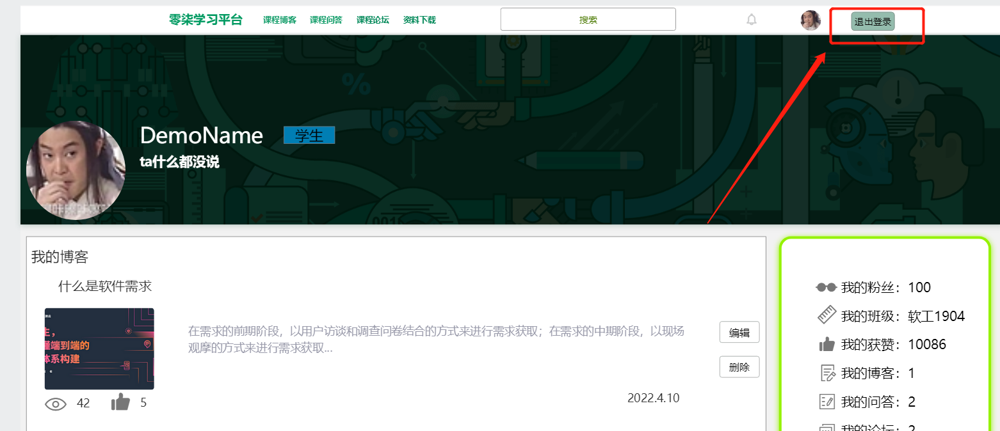 零柒学习平台 课程博客 课程问答 课程论坛 资料下载 搜索 退出登录
%
DemoName 学生
ta什么都没说
我的博客
什么是软件需求
生，
懂端到端的
体系构建
在需求的前期阶段，以用户访谈和调查问卷结合的方式来进行需求获取；在需求的中期阶段，以现场
观摩的方式来进行需求获取...
编辑
删除
42 5
2022.4.10
我的粉丝：100
我的班级：软工1904
我的获赞：10086
我的博客：1
我的问答：2
我的论坛：2